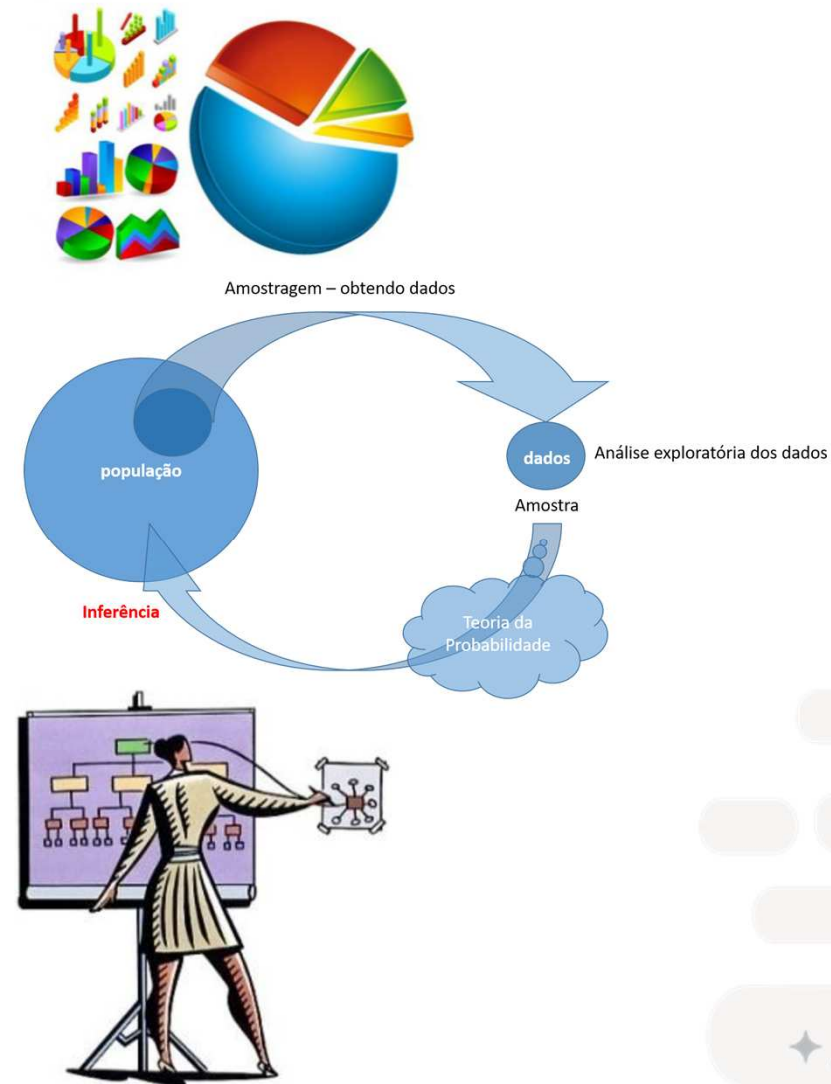 Amostragem – obtendo dados
população
dados
Análise exploratória dos dados
Amostra
Inferência
Teoria da
Probabilidade